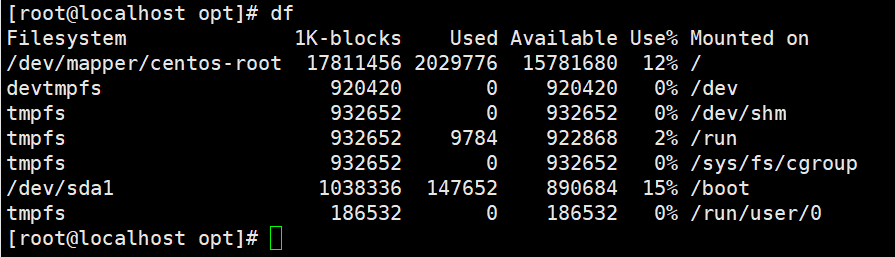 [root@localhost opt]# df
Filesystem              1K-blocks    Used Available Use% Mounted on
/dev/mapper/centos-root  17811456 2029776  15781680  12% /
devtmpfs                   920420       0    920420   0% /dev
tmpfs                      932652       0    932652   0% /dev/shm
tmpfs                      932652    9784    922868   2% /run
tmpfs                      932652       0    932652   0% /sys/fs/cgroup
/dev/sda1                 1038336  147652    890684  15% /boot
tmpfs                      186532       0    186532   0% /run/user/0
[root@localhost opt]#